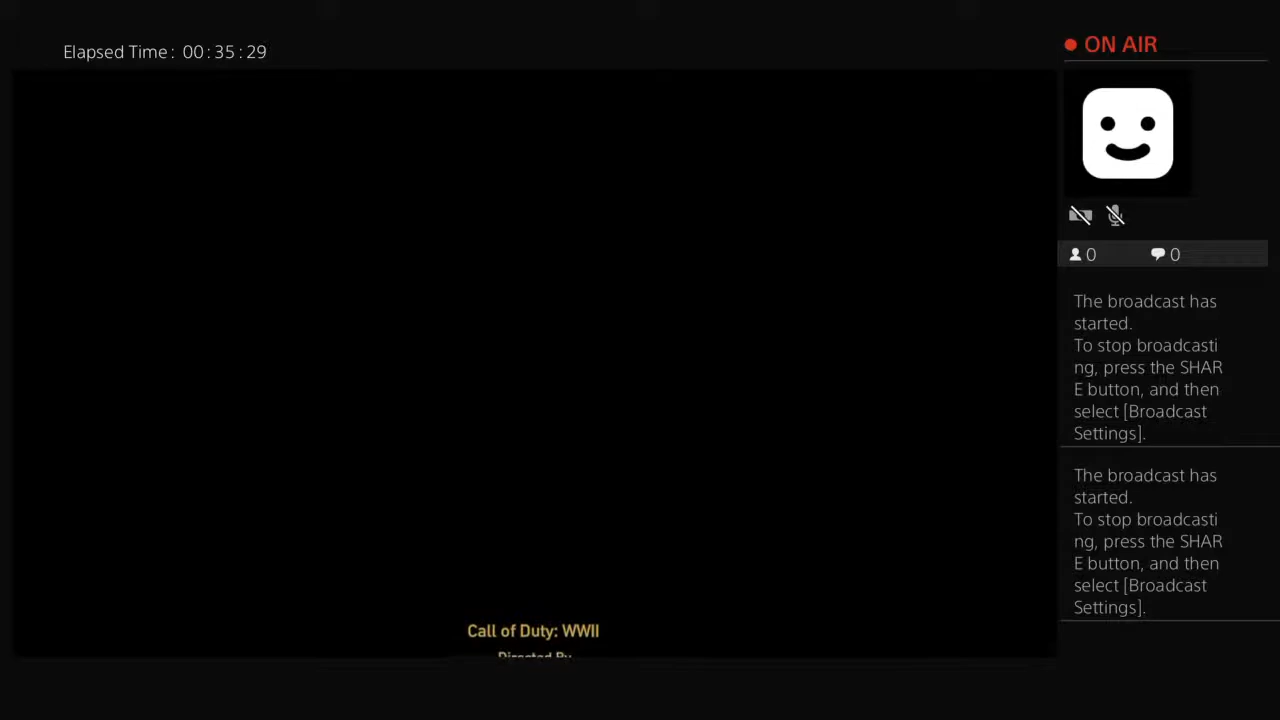 Elapsed Time: 00:35:29
ON AIR
0 0
The broadcast has
started.
To stop broadcasti
ng, press the SHAR
E button, and then
select [Broadcast
Settings].
The broadcast has
started.
To stop broadcasti
ng, press the SHAR
E button, and then
select [Broadcast
Settings].
Call of Duty: WWII
Directed By